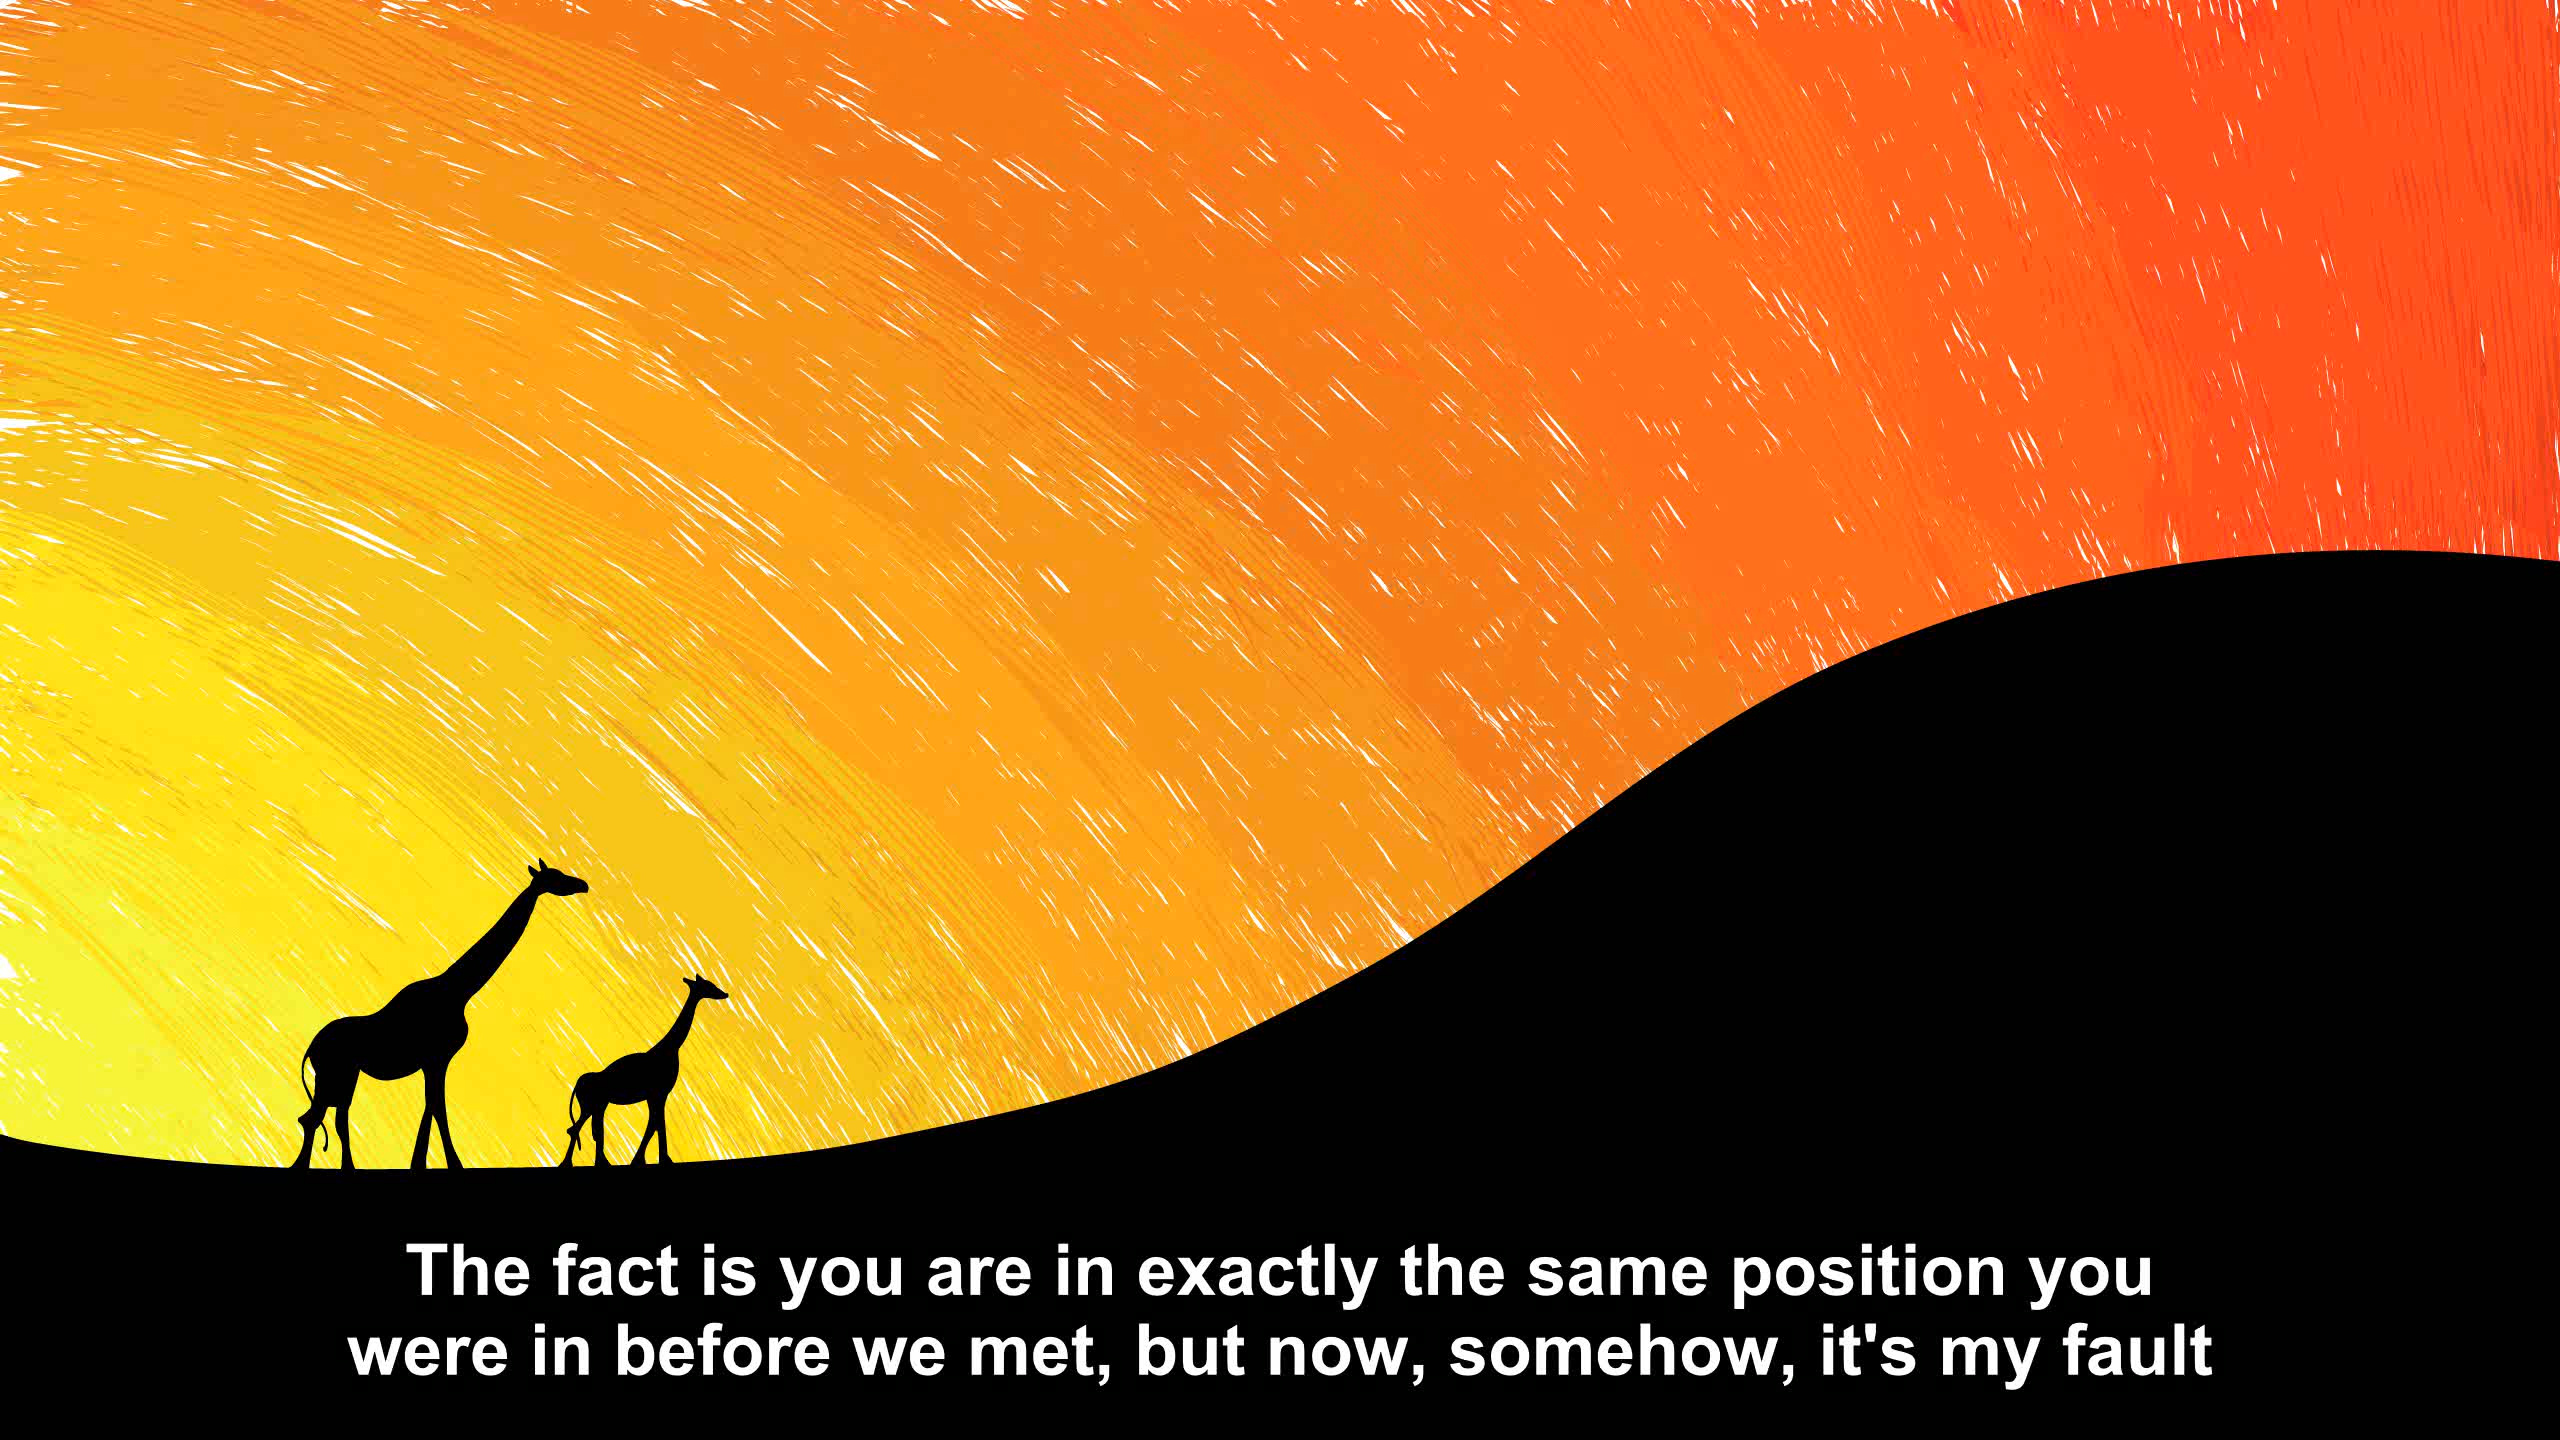 The fact is you are in exactly the same position you
were in before we met, but now, somehow, it's my fault